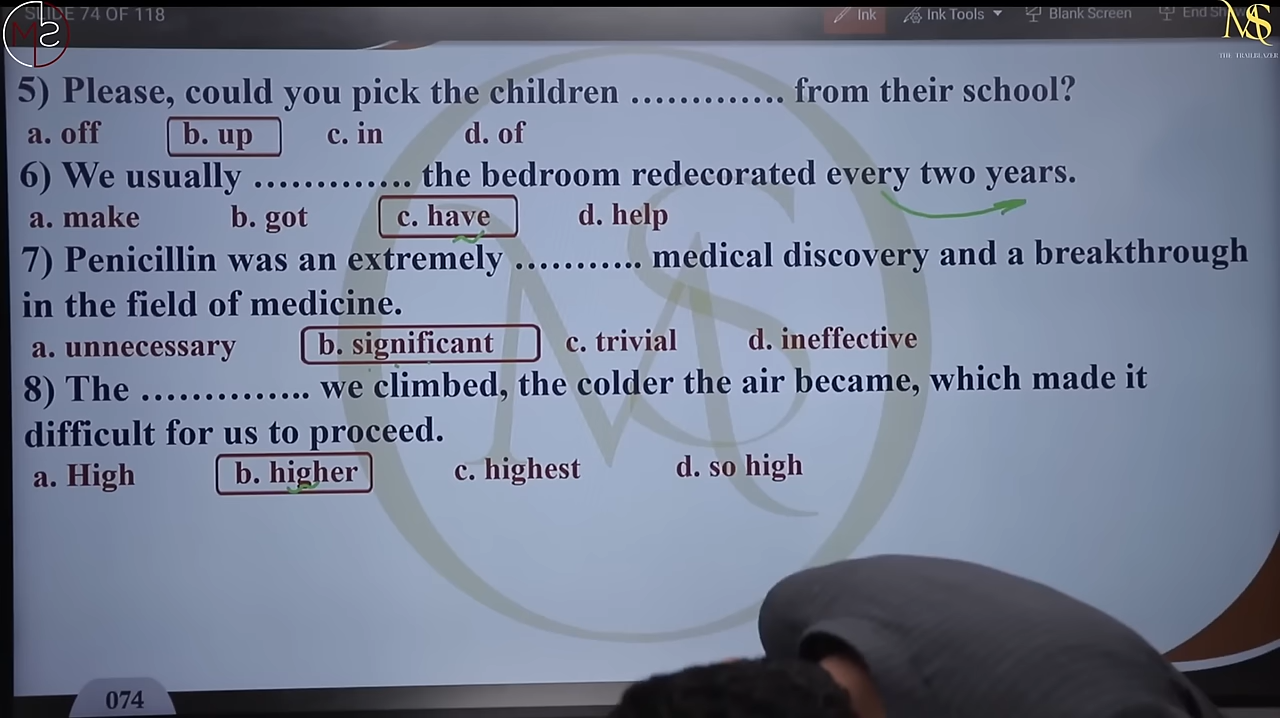 SLIDE 74 OF 118
Ink Ink Tools Blank Screen End
MS
MS
THE TRAILBLAZER
5) Please, could you pick the children ………….. from their school?
a. off b. up c. in d. of
6) We usually ………….. the bedroom redecorated every two years.
a. make b. got c. have d. help
7) Penicillin was an extremely ……….. medical discovery and a breakthrough
in the field of medicine.
a. unnecessary b. significant c. trivial d. ineffective
8) The ………….. we climbed, the colder the air became, which made it
difficult for us to proceed.
a. High b. higher c. highest d. so high
074